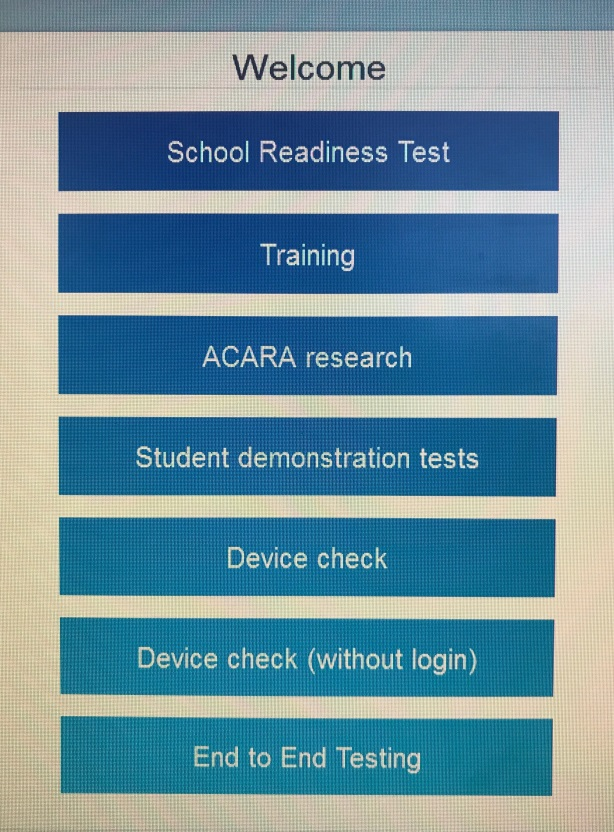 Welcome
School Readiness Test
Training
ACARA research
Student demonstration tests
Device check
Device check (without login)
End to End Testing